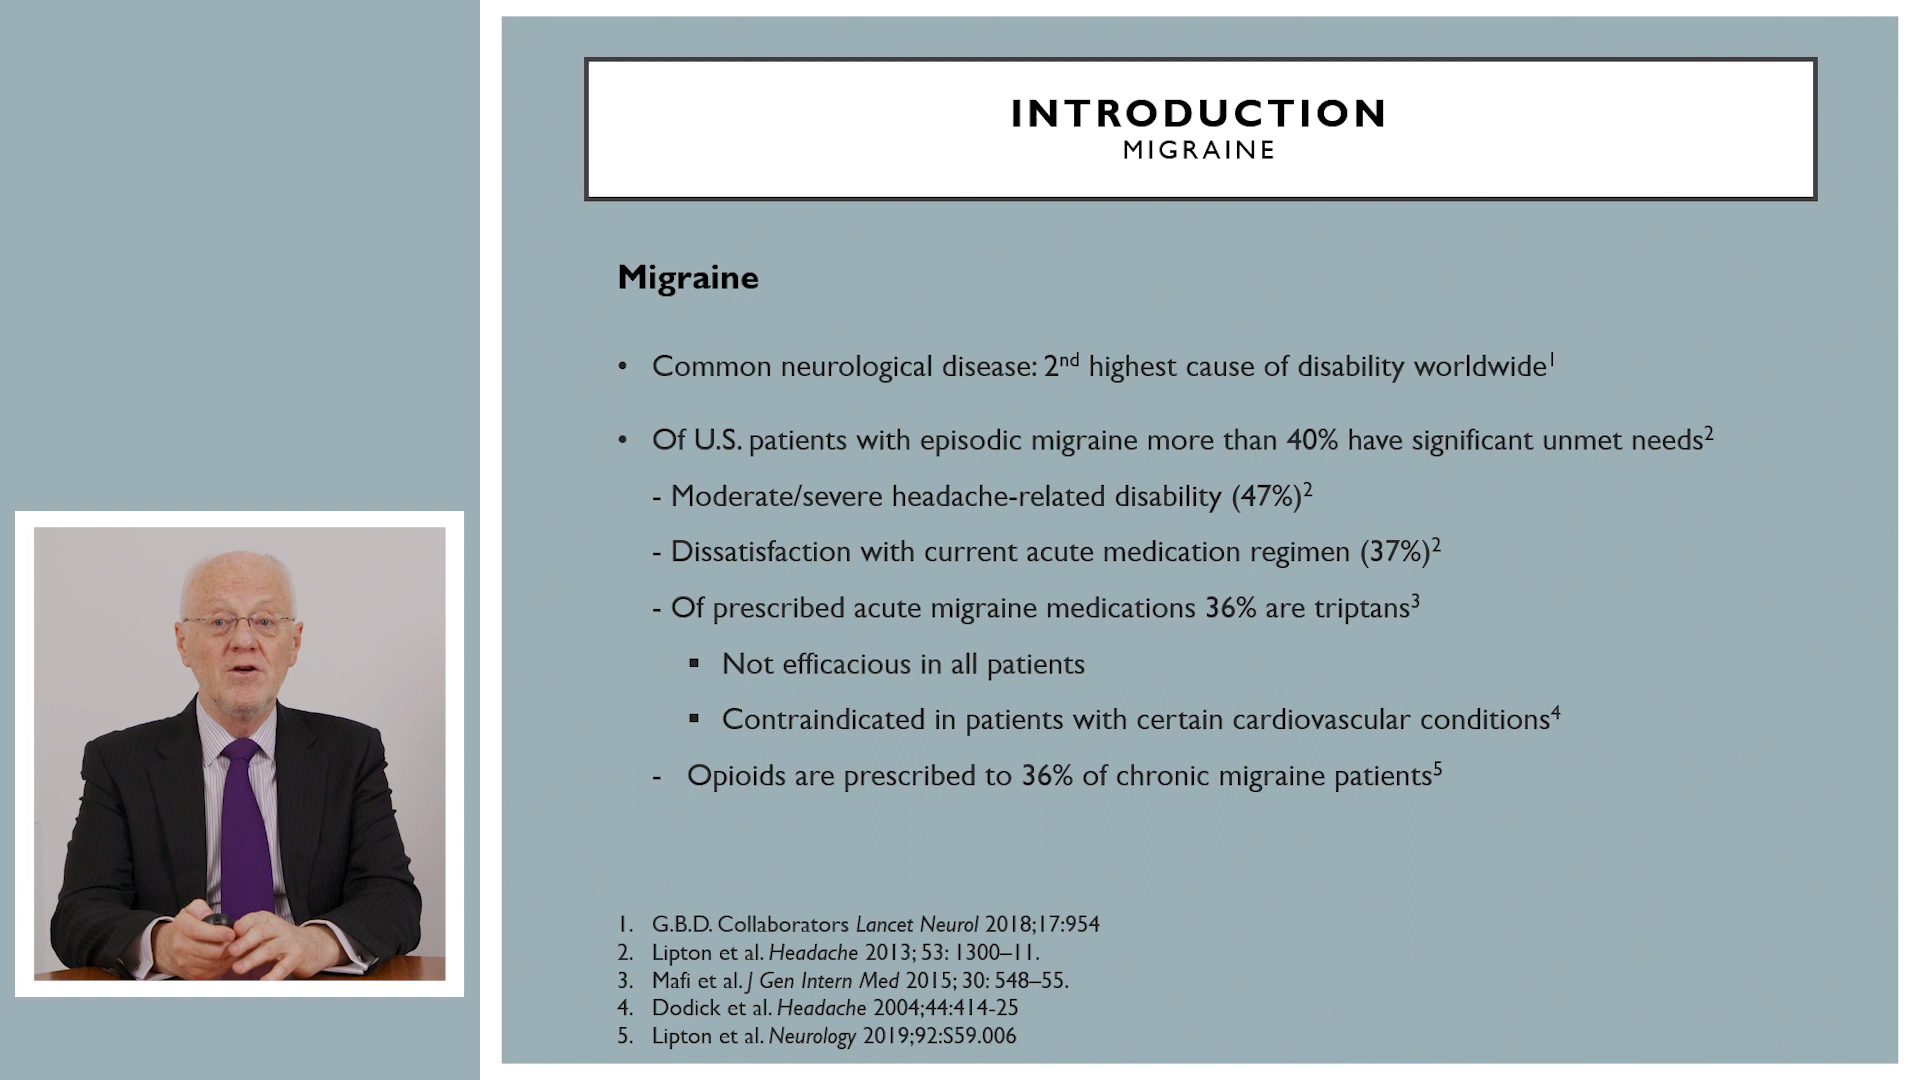 INTRODUCTION
MIGRAINE
Migraine
• Common neurological disease: 2nd highest cause of disability worldwide1
• Of U.S. patients with episodic migraine more than 40% have significant unmet needs2
- Moderate/severe headache-related disability (47%)2
- Dissatisfaction with current acute medication regimen (37%)2
- Of prescribed acute migraine medications 36% are triptans3
▪ Not efficacious in all patients
▪ Contraindicated in patients with certain cardiovascular conditions4
- Opioids are prescribed to 36% of chronic migraine patients5
1. G.B.D. Collaborators Lancet Neurol 2018;17:954
2. Lipton et al. Headache 2013; 53: 1300–11.
3. Mafi et al. J Gen Intern Med 2015; 30: 548–55.
4. Dodick et al. Headache 2004;44:414-25
5. Lipton et al. Neurology 2019;92:S59.006